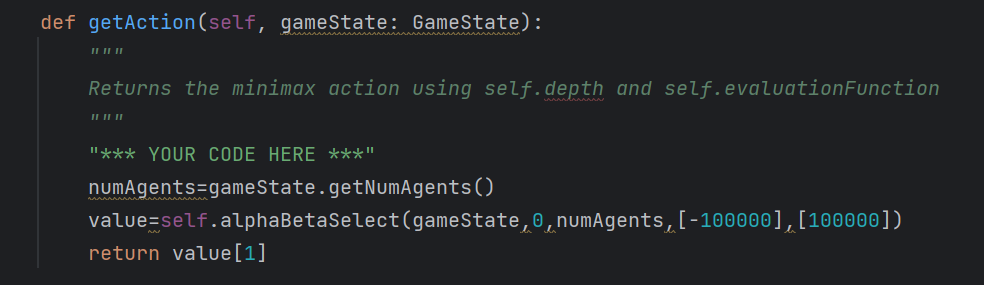 def getAction(self, gameState: GameState):
"""
Returns the minimax action using self.depth and self.evaluationFunction
"""
"*** YOUR CODE HERE ***"
numAgents=gameState.getNumAgents()
value=self.alphaBetaSelect(gameState,0,numAgents,[-100000],[100000])
return value[1]